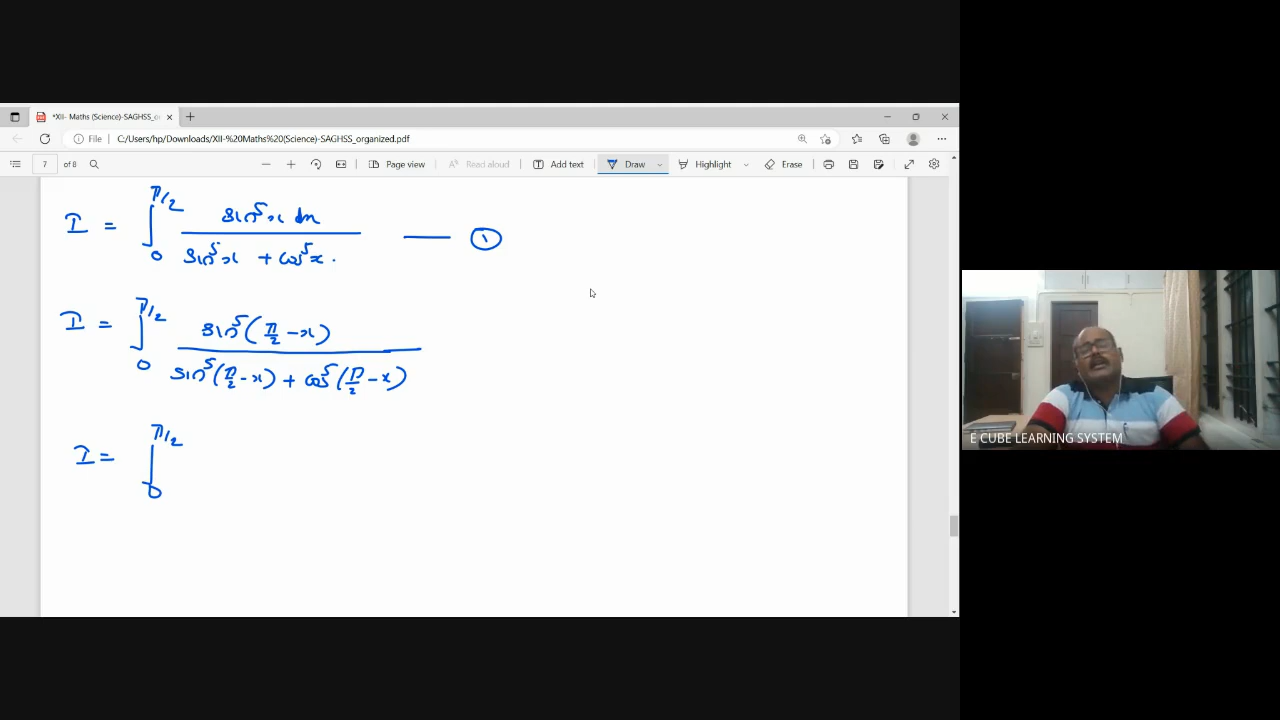 *XII- Maths (Science)-SAGHSS_or
File | C:/Users/hp/Downloads/XII-%20Maths%20(Science)-SAGHSS_organized.pdf
7 of 8 Page view Read aloud Add text Draw Highlight Erase
I = ∫₀^π/2 sin⁵x dx / (sin⁵x + cos⁵x) . —— ①
I = ∫₀^π/2 sin⁵(π/2 - x) / (sin⁵(π/2 - x) + cos⁵(π/2 - x))
I = ∫₀^π/2
E CUBE LEARNING SYSTEM